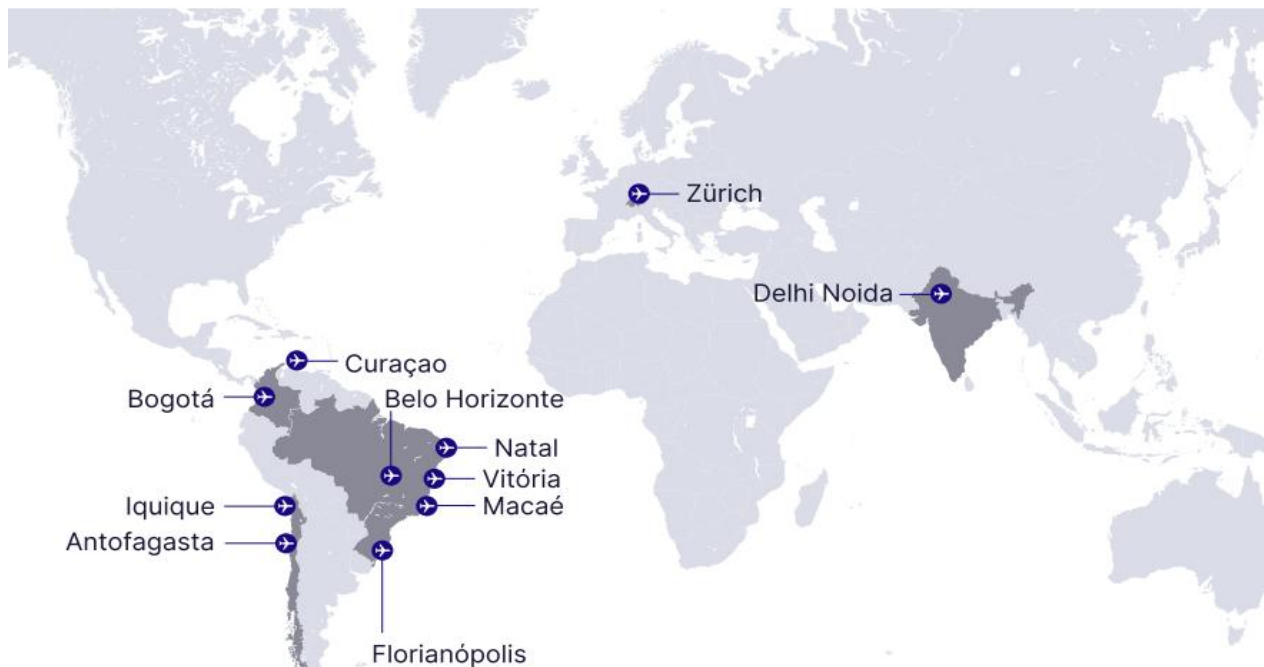 Zürich
Delhi Noida
Curaçao
Bogotá
Belo Horizonte
Natal
Vitória
Iquique
Macaé
Antofagasta
Florianópolis